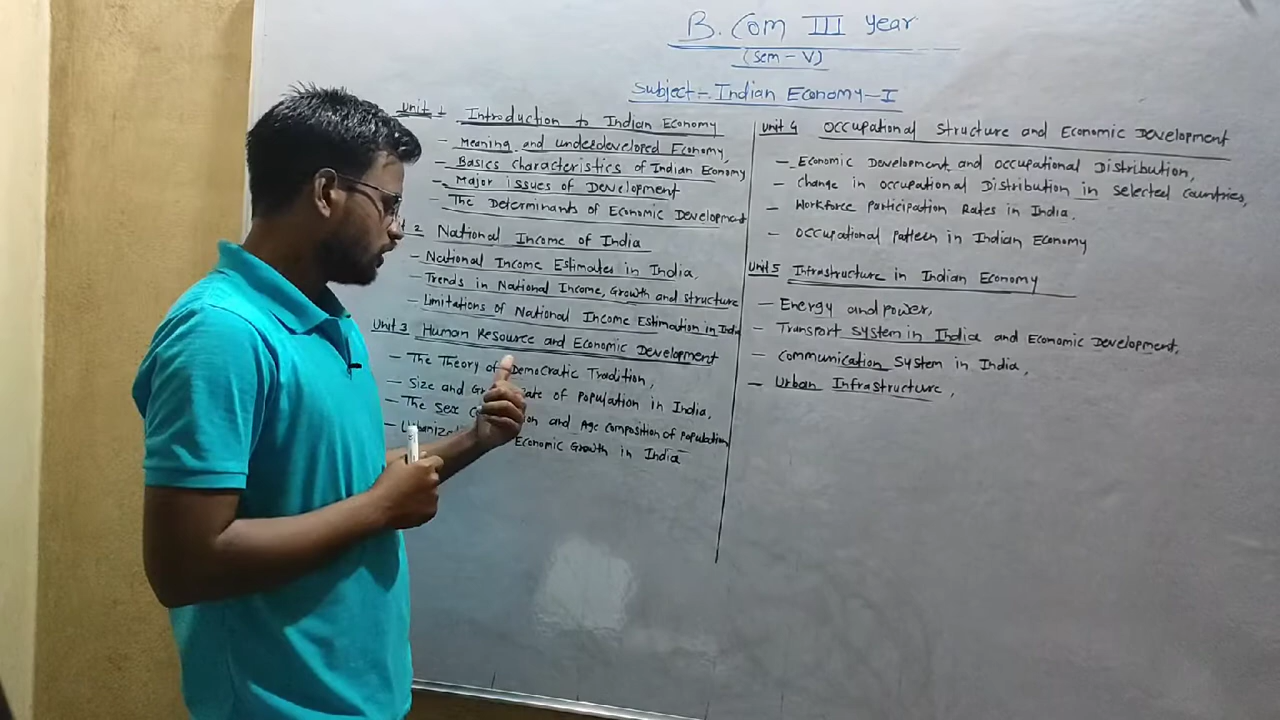 B. Com III Year
(Sem - V)
Subject :- Indian Economy - I
Unit 1 Introduction to Indian Economy
- Meaning and underdeveloped Economy,
- Basics characteristics of Indian Economy
- Major issues of Development
- The Determinants of Economic Development
2 National Income of India
- National Income Estimates in India,
- Trends in National Income, Growth and structure
- Limitations of National Income Estimation in India
Unit 3 Human Resource and Economic Development
- The Theory of Democratic Tradition,
- Size and of Population in India,
- The Sex and Age Composition of Population
- Economic Growth in India
Unit 4 Occupational Structure and Economic Development
- Economic Development and occupational Distribution,
- Change in occupational Distribution in selected countries,
- Workforce Participation Rates in India.
- Occupational patteen in Indian Economy
Unit 5 Infrastructure in Indian Economy
- Energy and power,
- Transport system in India and Economic Development,
- Communication System in India,
- Urban Infrastructure,